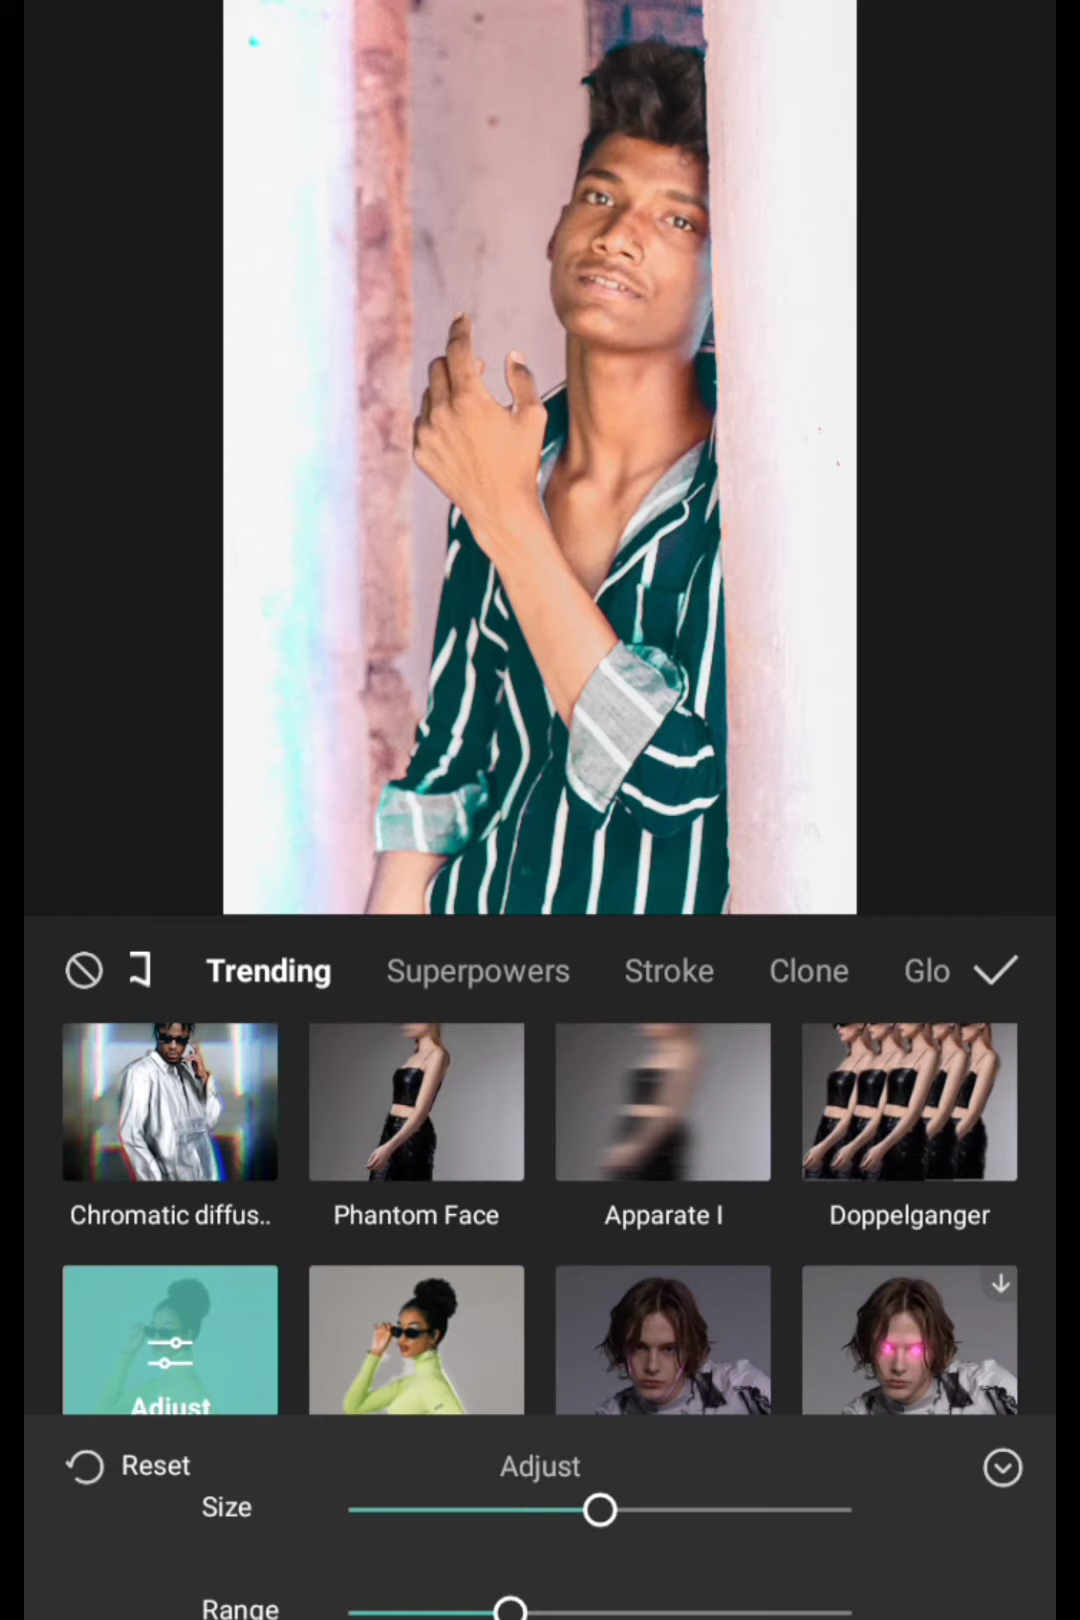 Trending Superpowers Stroke Clone Glo
Chromatic diffus.. Phantom Face Apparate I Doppelganger
Adjust
Reset Adjust
Size
Range